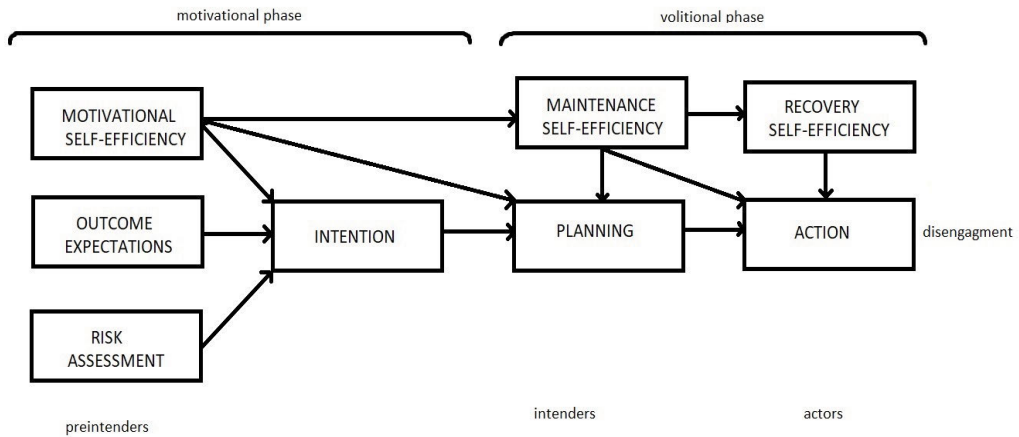 motivational phase
volitional phase
MOTIVATIONAL
SELF-EFFICIENCY
MAINTENANCE
SELF-EFFICIENCY
RECOVERY
SELF-EFFICIENCY
OUTCOME
EXPECTATIONS
INTENTION
PLANNING
ACTION
disengagment
RISK
ASSESSMENT
preintenders
intenders
actors